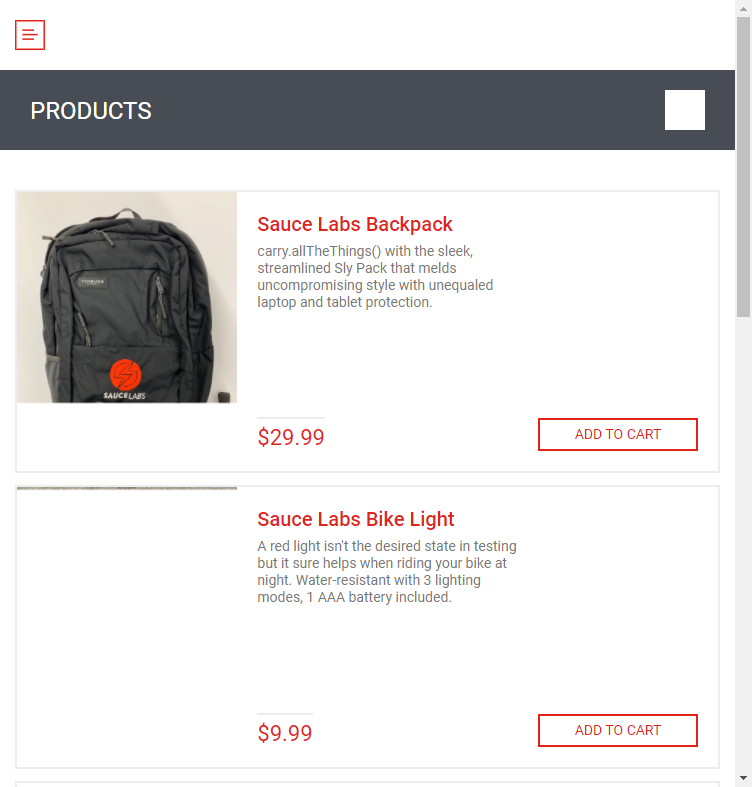 PRODUCTS
Sauce Labs Backpack
carry.allTheThings() with the sleek,
streamlined Sly Pack that melds
uncompromising style with unequaled
laptop and tablet protection.
SAUCELABS
$29.99
ADD TO CART
Sauce Labs Bike Light
A red light isn't the desired state in testing
but it sure helps when riding your bike at
night. Water-resistant with 3 lighting
modes, 1 AAA battery included.
$9.99
ADD TO CART